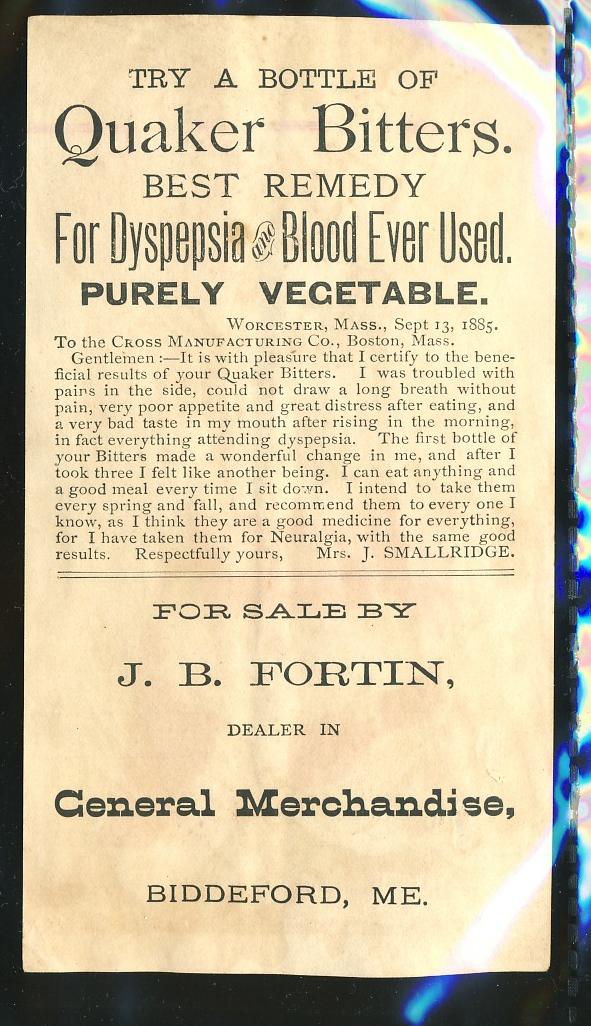 TRY A BOTTLE OF
Quaker Bitters.
BEST REMEDY
For Dyspepsia and Blood Ever Used.
PURELY VEGETABLE.
WORCESTER, MASS., Sept 13, 1885.
To the CROSS MANUFACTURING CO., Boston, Mass.
Gentlemen :—It is with pleasure that I certify to the bene-
ficial results of your Quaker Bitters. I was troubled with
pains in the side, could not draw a long breath without
pain, very poor appetite and great distress after eating, and
a very bad taste in my mouth after rising in the morning,
in fact everything attending dyspepsia. The first bottle of
your Bitters made a wonderful change in me, and after I
took three I felt like another being. I can eat anything and
a good meal every time I sit down. I intend to take them
every spring and fall, and recommend them to every one I
know, as I think they are a good medicine for everything,
for I have taken them for Neuralgia, with the same good
results. Respectfully yours, Mrs. J. SMALLRIDGE.
FOR SALE BY
J. B. FORTIN,
DEALER IN
General Merchandise,
BIDDEFORD, ME.